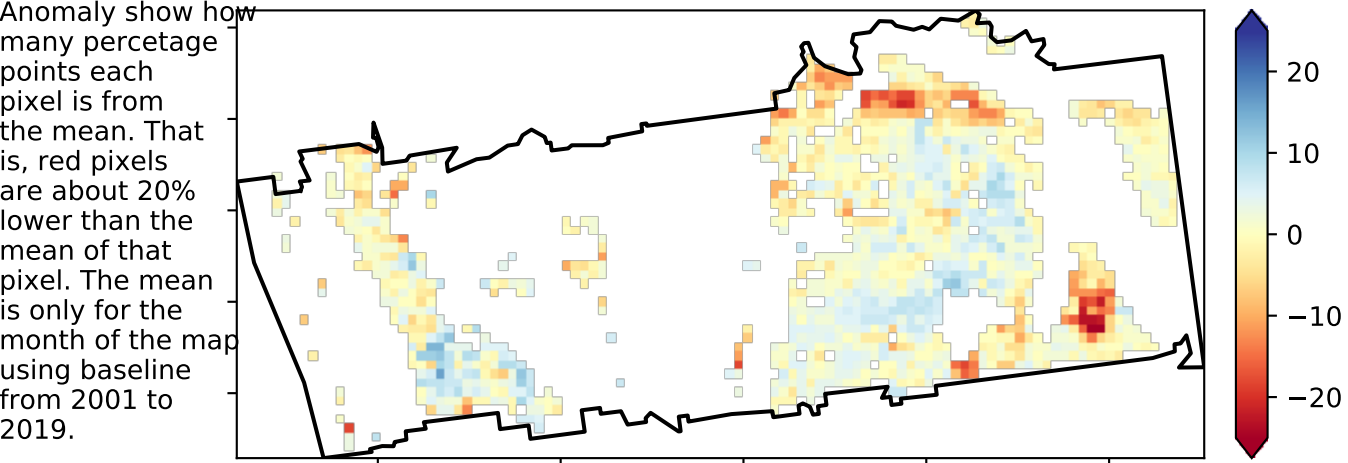 Anomaly show how
many percetage
points each
pixel is from
the mean. That
is, red pixels
are about 20%
lower than the
mean of that
pixel. The mean
is only for the
month of the map
using baseline
from 2001 to
2019.
20
10
0
−10
−20